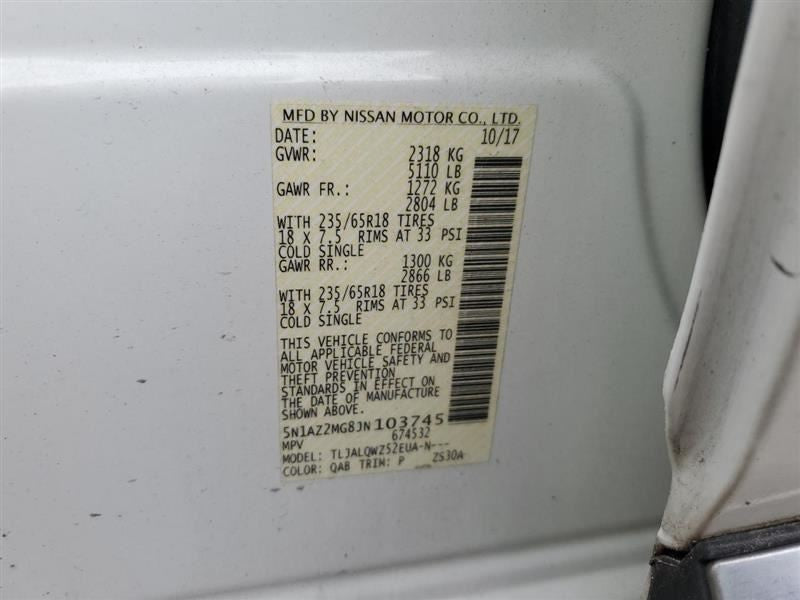 MFD BY NISSAN MOTOR CO., LTD.
DATE: 10/17
GVWR: 2318 KG
5110 LB
GAWR FR.: 1272 KG
2804 LB
WITH 235/65R18 TIRES
18 X 7.5 RIMS AT 33 PSI
COLD SINGLE
GAWR RR.: 1300 KG
2866 LB
WITH 235/65R18 TIRES
18 X 7.5 RIMS AT 33 PSI
COLD SINGLE
THIS VEHICLE CONFORMS TO
ALL APPLICABLE FEDERAL
MOTOR VEHICLE SAFETY AND
THEFT PREVENTION
STANDARDS IN EFFECT ON
THE DATE OF MANUFACTURE
SHOWN ABOVE.
5N1AZ2MG8JN103745
MPV 674532
MODEL: TLJALQWZ52EUA-N---
COLOR: QAB TRIM: P ZS30A